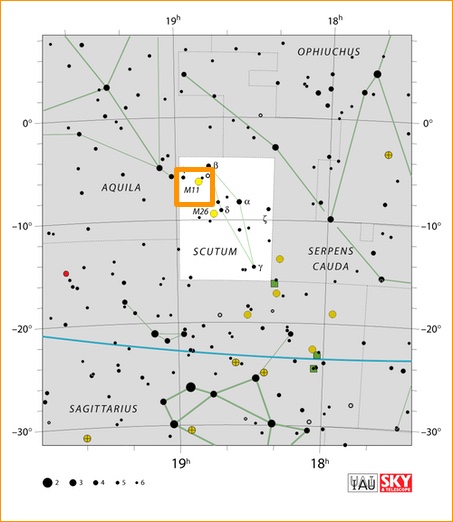 19h 18h
OPHIUCHUS
0° 0°
β
AQUILA M11
α
M26 δ
ζ
−10° −10°
SCUTUM SERPENS
CAUDA
γ
−20° −20°
SAGITTARIUS
−30° −30°
19h 18h
2 3 4 5 6
IAU SKY
& TELESCOPE